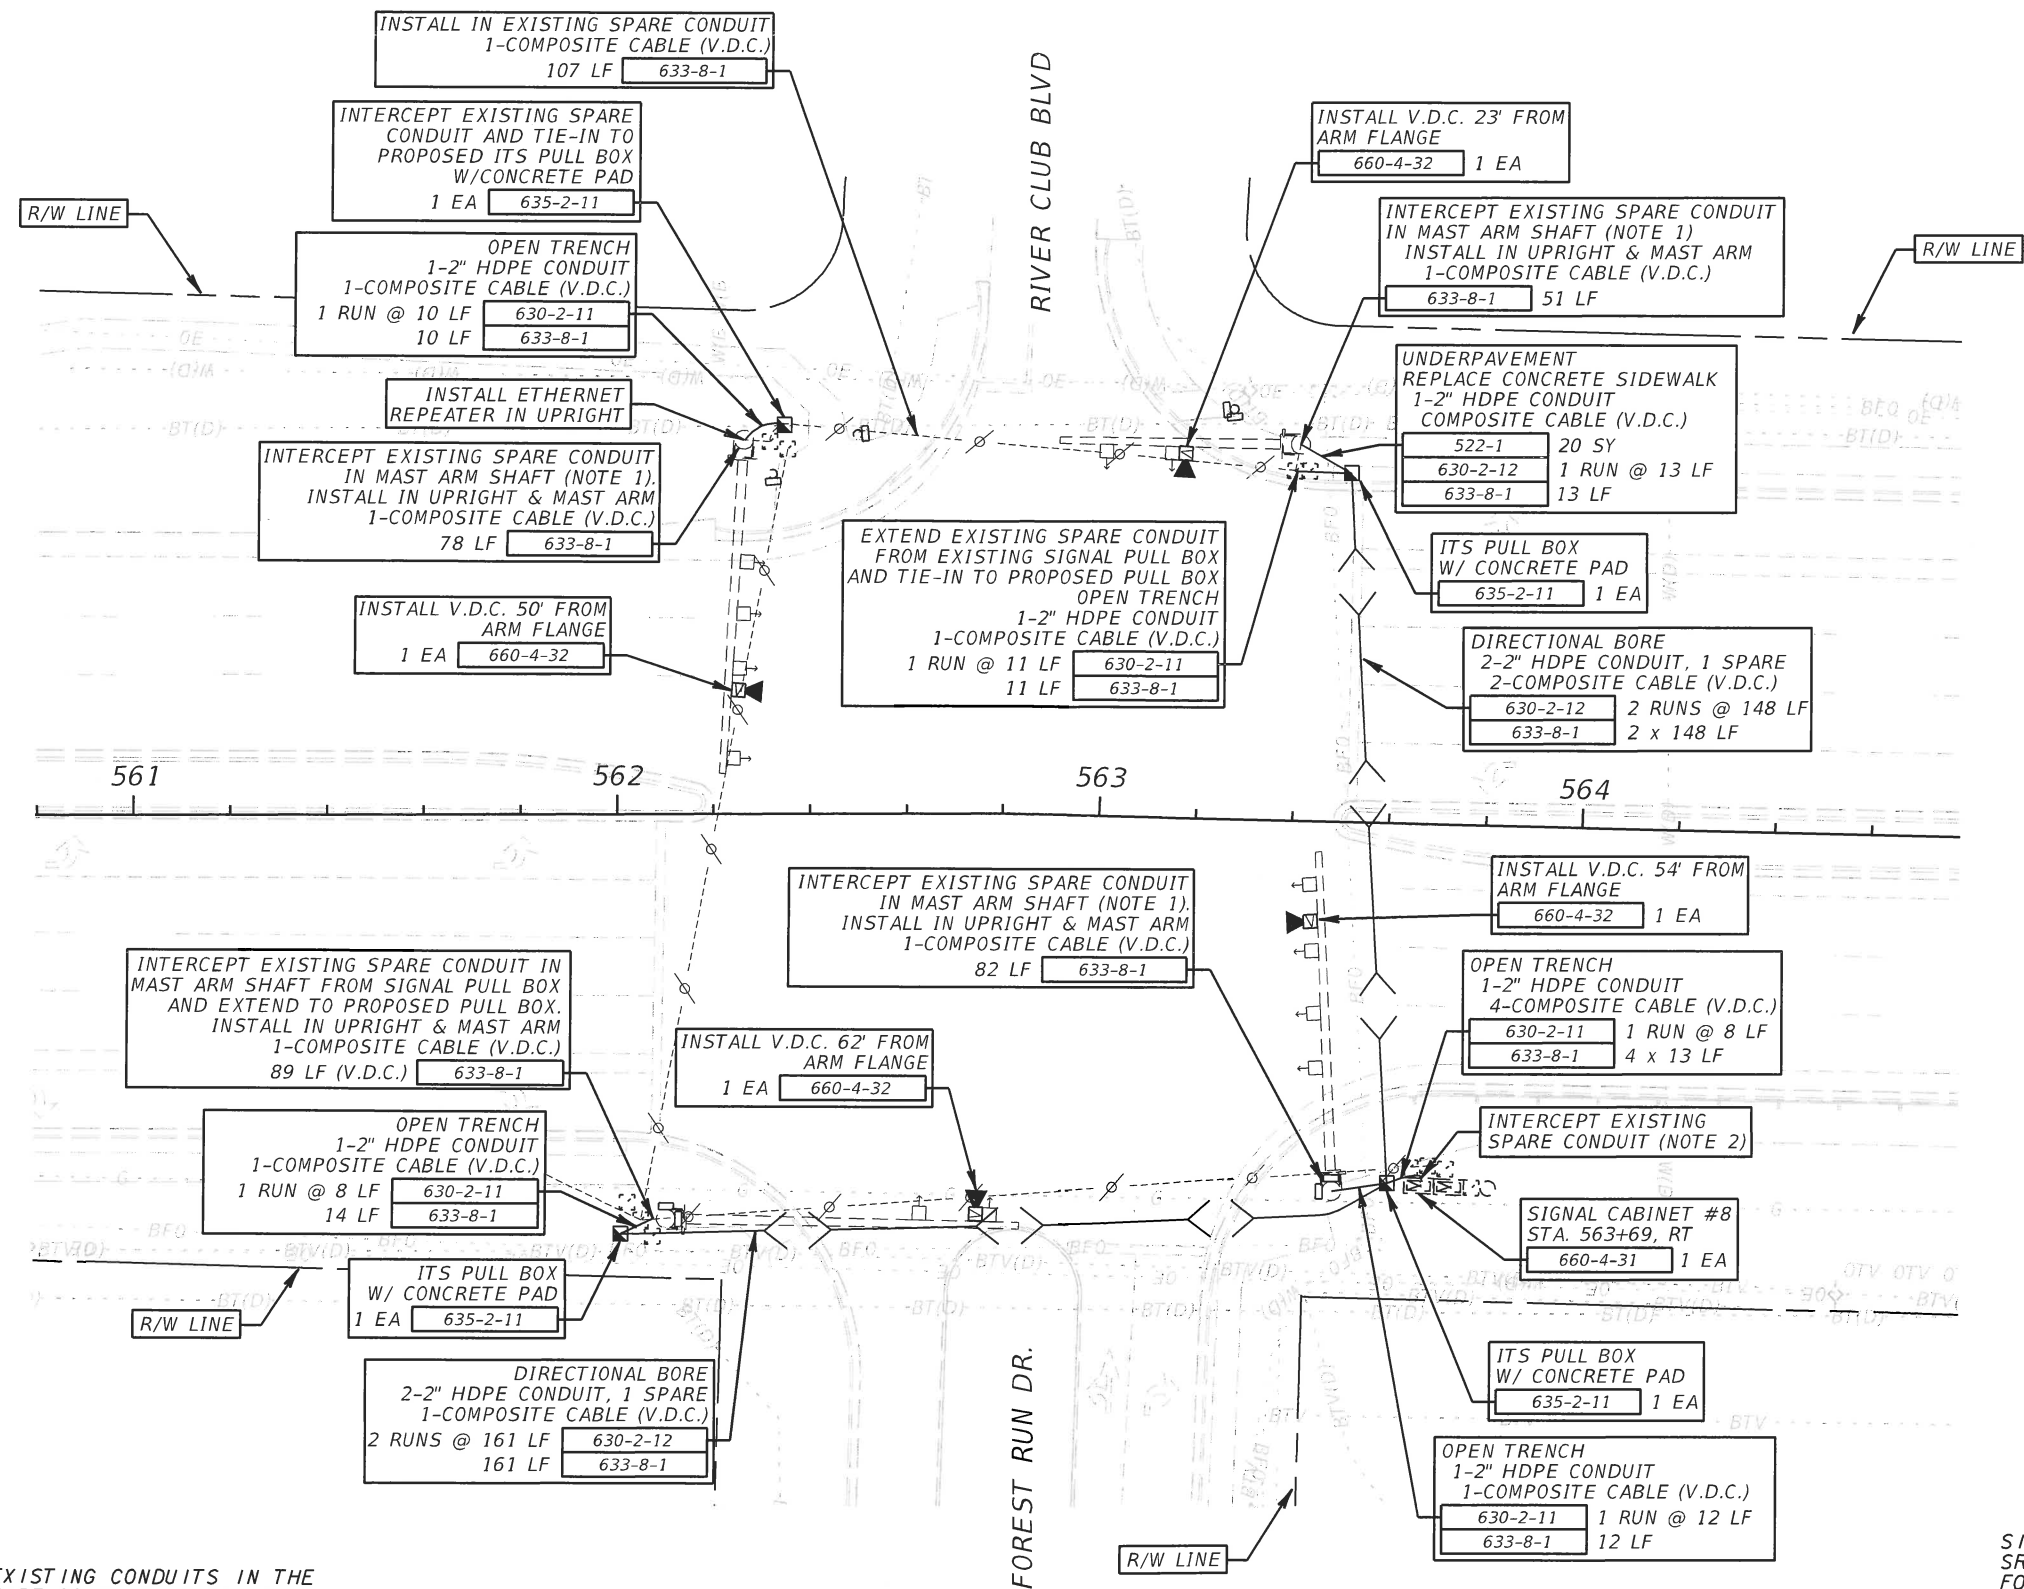 INSTALL IN EXISTING SPARE CONDUIT
1-COMPOSITE CABLE (V.D.C.)
107 LF 633-8-1
INTERCEPT EXISTING SPARE
CONDUIT AND TIE-IN TO
PROPOSED ITS PULL BOX
W/CONCRETE PAD
1 EA 635-2-11
R/W LINE
OPEN TRENCH
1-2" HDPE CONDUIT
1-COMPOSITE CABLE (V.D.C.)
1 RUN @ 10 LF 630-2-11
10 LF 633-8-1
INSTALL ETHERNET
REPEATER IN UPRIGHT
INTERCEPT EXISTING SPARE CONDUIT
IN MAST ARM SHAFT (NOTE 1).
INSTALL IN UPRIGHT & MAST ARM
1-COMPOSITE CABLE (V.D.C.)
78 LF 633-8-1
INSTALL V.D.C. 50' FROM
ARM FLANGE
1 EA 660-4-32
RIVER CLUB BLVD
INSTALL V.D.C. 23' FROM
ARM FLANGE
660-4-32 1 EA
INTERCEPT EXISTING SPARE CONDUIT
IN MAST ARM SHAFT (NOTE 1)
INSTALL IN UPRIGHT & MAST ARM
1-COMPOSITE CABLE (V.D.C.)
633-8-1 51 LF
R/W LINE
UNDERPAVEMENT
REPLACE CONCRETE SIDEWALK
1-2" HDPE CONDUIT
COMPOSITE CABLE (V.D.C.)
522-1 20 SY
630-2-12 1 RUN @ 13 LF
633-8-1 13 LF
EXTEND EXISTING SPARE CONDUIT
FROM EXISTING SIGNAL PULL BOX
AND TIE-IN TO PROPOSED PULL BOX
OPEN TRENCH
1-2" HDPE CONDUIT
1-COMPOSITE CABLE (V.D.C.)
1 RUN @ 11 LF 630-2-11
11 LF 633-8-1
ITS PULL BOX
W/ CONCRETE PAD
635-2-11 1 EA
DIRECTIONAL BORE
2-2" HDPE CONDUIT, 1 SPARE
2-COMPOSITE CABLE (V.D.C.)
630-2-12 2 RUNS @ 148 LF
633-8-1 2 x 148 LF
561 562 563 564
INTERCEPT EXISTING SPARE CONDUIT
IN MAST ARM SHAFT (NOTE 1).
INSTALL IN UPRIGHT & MAST ARM
1-COMPOSITE CABLE (V.D.C.)
82 LF 633-8-1
INSTALL V.D.C. 54' FROM
ARM FLANGE
660-4-32 1 EA
INTERCEPT EXISTING SPARE CONDUIT IN
MAST ARM SHAFT FROM SIGNAL PULL BOX
AND EXTEND TO PROPOSED PULL BOX.
INSTALL IN UPRIGHT & MAST ARM
1-COMPOSITE CABLE (V.D.C.)
89 LF (V.D.C.) 633-8-1
INSTALL V.D.C. 62' FROM
ARM FLANGE
1 EA 660-4-32
OPEN TRENCH
1-2" HDPE CONDUIT
4-COMPOSITE CABLE (V.D.C.)
630-2-11 1 RUN @ 8 LF
633-8-1 4 x 13 LF
OPEN TRENCH
1-2" HDPE CONDUIT
1-COMPOSITE CABLE (V.D.C.)
1 RUN @ 8 LF 630-2-11
14 LF 633-8-1
INTERCEPT EXISTING
SPARE CONDUIT (NOTE 2)
SIGNAL CABINET #8
STA. 563+69, RT
660-4-31 1 EA
ITS PULL BOX
W/ CONCRETE PAD
1 EA 635-2-11
R/W LINE
DIRECTIONAL BORE
2-2" HDPE CONDUIT, 1 SPARE
1-COMPOSITE CABLE (V.D.C.)
2 RUNS @ 161 LF 630-2-12
161 LF 633-8-1
FOREST RUN DR.
ITS PULL BOX
W/ CONCRETE PAD
635-2-11 1 EA
OPEN TRENCH
1-2" HDPE CONDUIT
1-COMPOSITE CABLE (V.D.C.)
630-2-11 1 RUN @ 12 LF
633-8-1 12 LF
R/W LINE
EXISTING CONDUITS IN THE